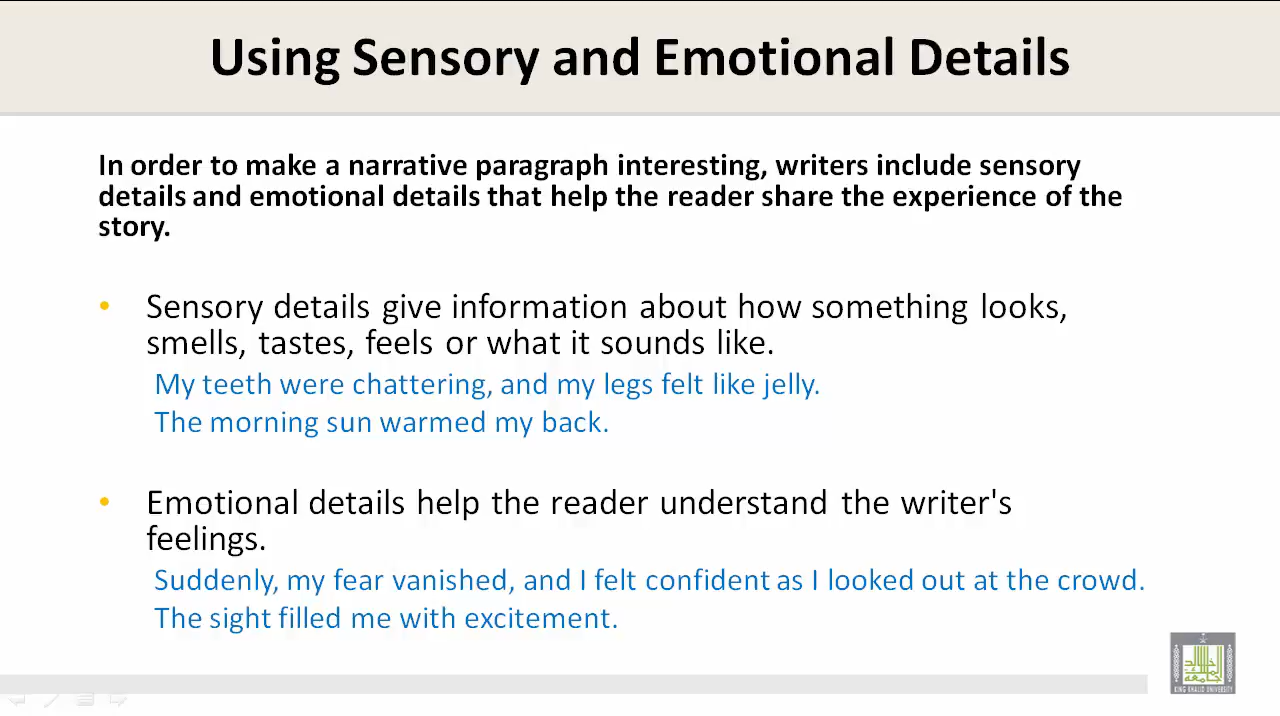 Using Sensory and Emotional Details
In order to make a narrative paragraph interesting, writers include sensory
details and emotional details that help the reader share the experience of the
story.
• Sensory details give information about how something looks,
smells, tastes, feels or what it sounds like.
My teeth were chattering, and my legs felt like jelly.
The morning sun warmed my back.
• Emotional details help the reader understand the writer's
feelings.
Suddenly, my fear vanished, and I felt confident as I looked out at the crowd.
The sight filled me with excitement.
KING KHALID UNIVERSITY